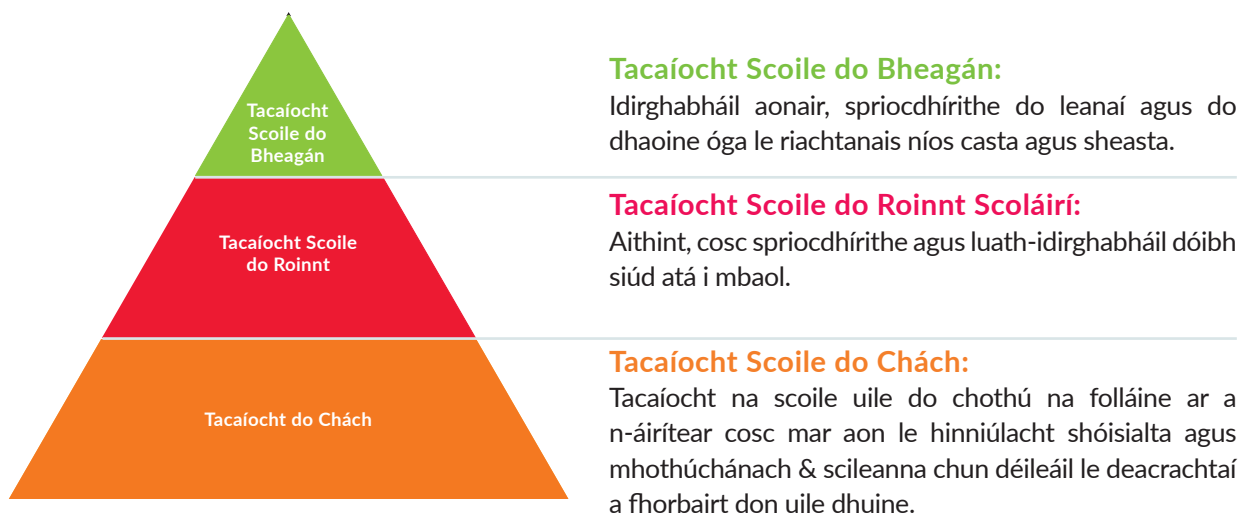 Tacaíocht
Scoile do
Bheagán
Tacaíocht Scoile do Bheagán:
Idirghabháil aonair, spriocdhírithe do leanaí agus do
dhaoine óga le riachtanais níos casta agus sheasta.
Tacaíocht Scoile
do Roinnt
Tacaíocht Scoile do Roinnt Scoláirí:
Aithint, cosc spriocdhírithe agus luath-idirghabháil dóibh
siúd atá i mbaol.
Tacaíocht do Chách
Tacaíocht Scoile do Chách:
Tacaíocht na scoile uile do chothú na folláine ar a
n-áirítear cosc mar aon le hinniúlacht shóisialta agus
mhothúchánach & scileanna chun déileáil le deacrachtaí
a fhorbairt don uile dhuine.